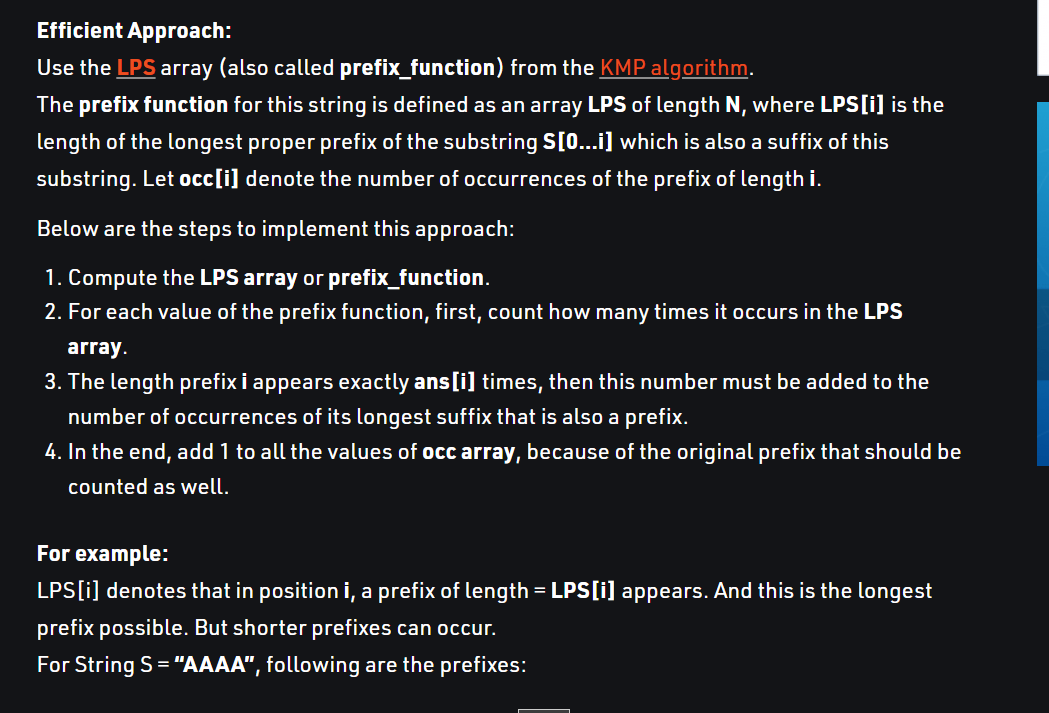 Efficient Approach:
Use the LPS array (also called prefix_function) from the KMP algorithm.
The prefix function for this string is defined as an array LPS of length N, where LPS[i] is the
length of the longest proper prefix of the substring S[0...i] which is also a suffix of this
substring. Let occ[i] denote the number of occurrences of the prefix of length i.
Below are the steps to implement this approach:
1. Compute the LPS array or prefix_function.
2. For each value of the prefix function, first, count how many times it occurs in the LPS
array.
3. The length prefix i appears exactly ans[i] times, then this number must be added to the
number of occurrences of its longest suffix that is also a prefix.
4. In the end, add 1 to all the values of occ array, because of the original prefix that should be
counted as well.
For example:
LPS[i] denotes that in position i, a prefix of length = LPS[i] appears. And this is the longest
prefix possible. But shorter prefixes can occur.
For String S = “AAAA”, following are the prefixes: